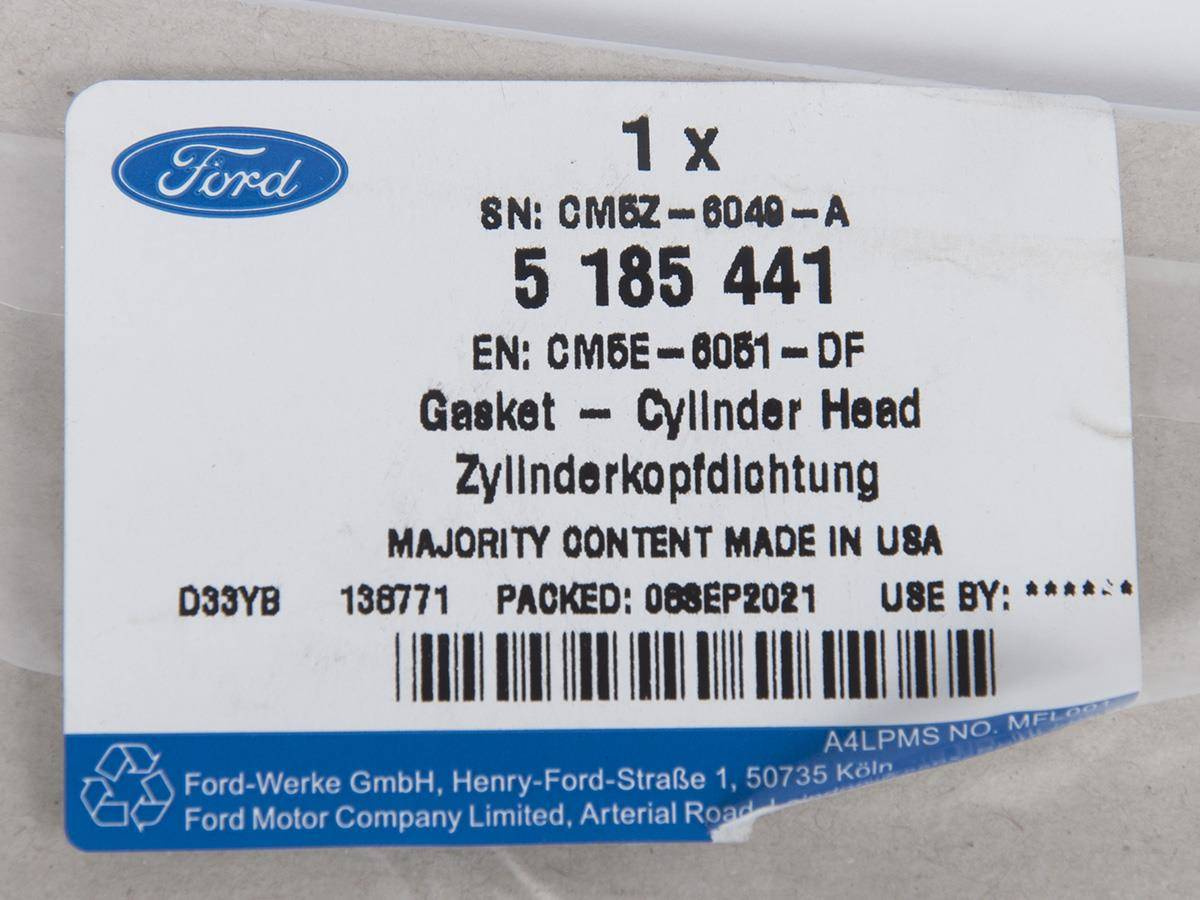 Ford
1 x
SN: CM5Z-6049-A
5 185 441
EN: CM5E-6051-DF
Gasket - Cylinder Head
Zylinderkopfdichtung
MAJORITY CONTENT MADE IN USA
D33YB 136771 PACKED: 08SEP2021 USE BY: ******
A4LPMS NO.
Ford-Werke GmbH, Henry-Ford-Straße 1, 50735 Köln
Ford Motor Company Limited, Arterial Road